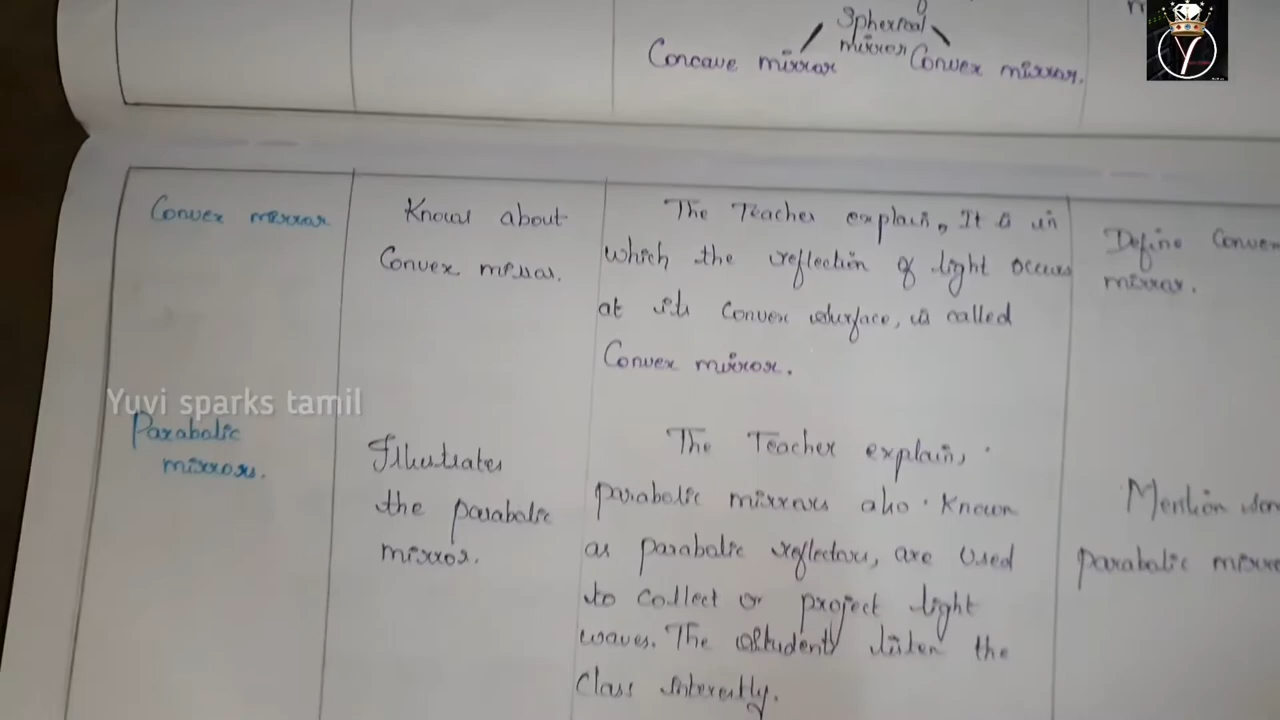 Spherical
mirror
Concave mirror
Convex mirror.
Convex mirror
Know about
Convex mirror.
The Teacher explain, It is in
which the reflection of light occurs
at its convex surface, is called
Convex mirror.
Define Convex
mirror.
Yuvi sparks tamil
Parabolic
mirrors.
Illustrates
the parabolic
mirror.
The Teacher explain,
parabolic mirrors also known
as parabolic reflectors, are used
to collect or project light
waves. The students listen the
Class interestly.
Mention
parabolic